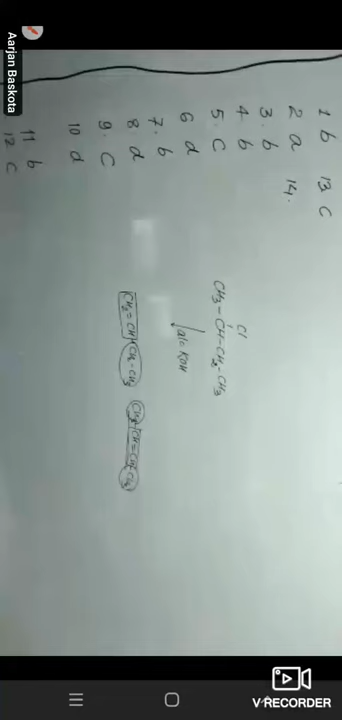 Aarjan Baskota
1 b 13 C
2 a 14.
3. b
4 b
5. C
6 d
7. b
8. d
9. C
10 d
11 b
12 C
Cl
CH3 - CH - CH2 - CH3
alc KOH
CH2 = CH CH2 - CH3 CH3 CH = CH CH3
V RECORDER